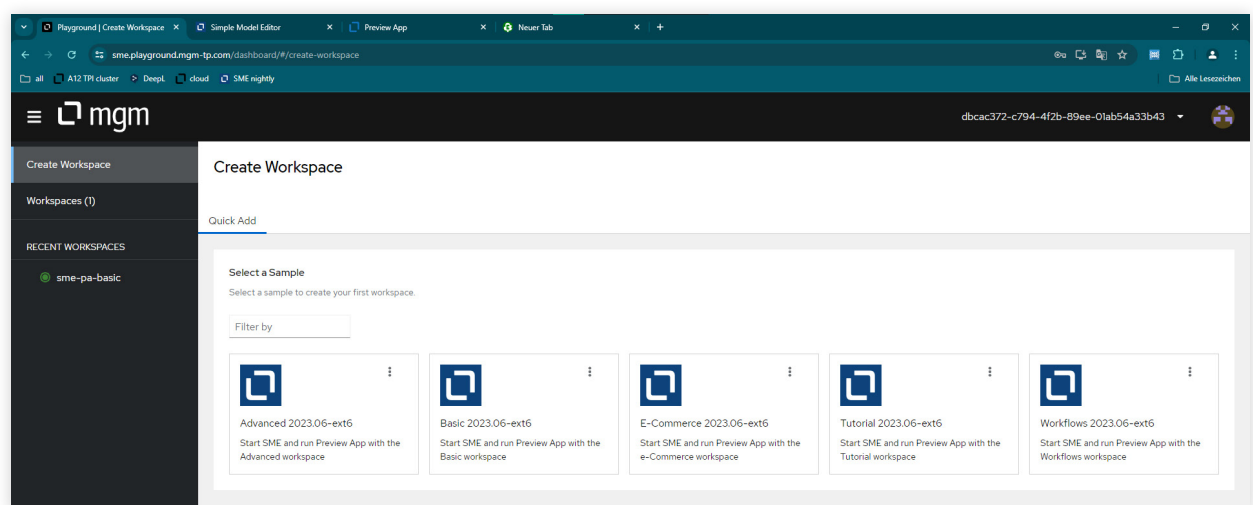 Playground | Create Workspace
Simple Model Editor
Preview App
Neuer Tab
sme.playground.mgm-tp.com/dashboard/#/create-workspace
all
A12 TPI cluster
DeepL
cloud
SME nightly
Alle Lesezeichen
mgm
dbcac372-c794-4f2b-89ee-01ab54a33b43
Create Workspace
Workspaces (1)
RECENT WORKSPACES
sme-pa-basic
Create Workspace
Quick Add
Select a Sample
Select a sample to create your first workspace.
Filter by
Advanced 2023.06-ext6
Start SME and run Preview App with the
Advanced workspace
Basic 2023.06-ext6
Start SME and run Preview App with the
Basic workspace
E-Commerce 2023.06-ext6
Start SME and run Preview App with the
e-Commerce workspace
Tutorial 2023.06-ext6
Start SME and run Preview App with the
Tutorial workspace
Workflows 2023.06-ext6
Start SME and run Preview App with the
Workflows workspace